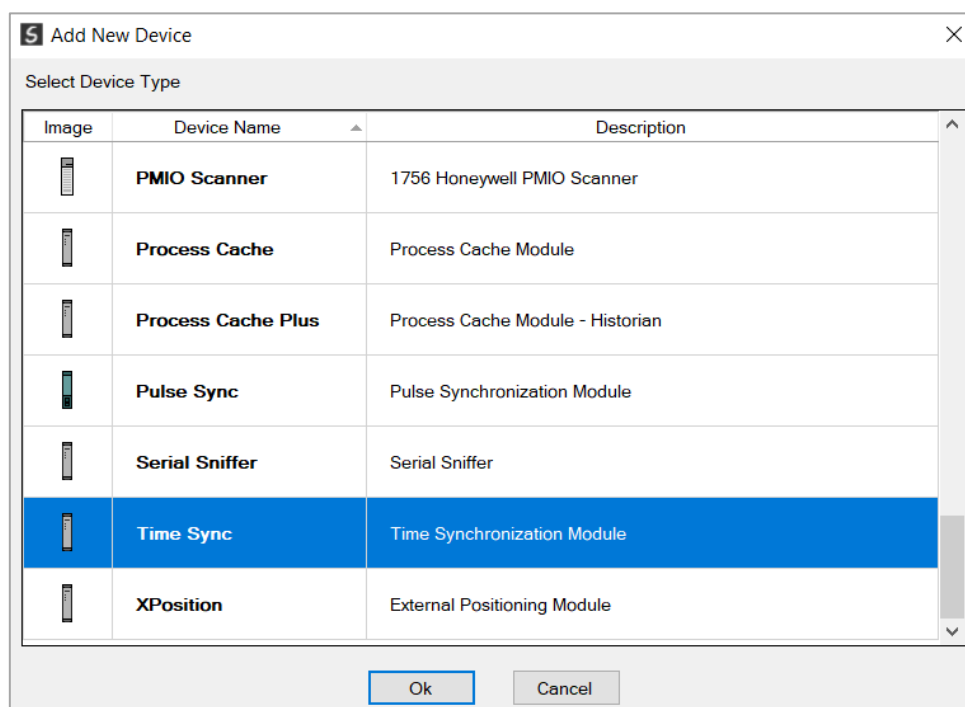 S Add New Device
Select Device Type
Image Device Name Description
PMIO Scanner 1756 Honeywell PMIO Scanner
Process Cache Process Cache Module
Process Cache Plus Process Cache Module - Historian
Pulse Sync Pulse Synchronization Module
Serial Sniffer Serial Sniffer
Time Sync Time Synchronization Module
XPosition External Positioning Module
Ok Cancel